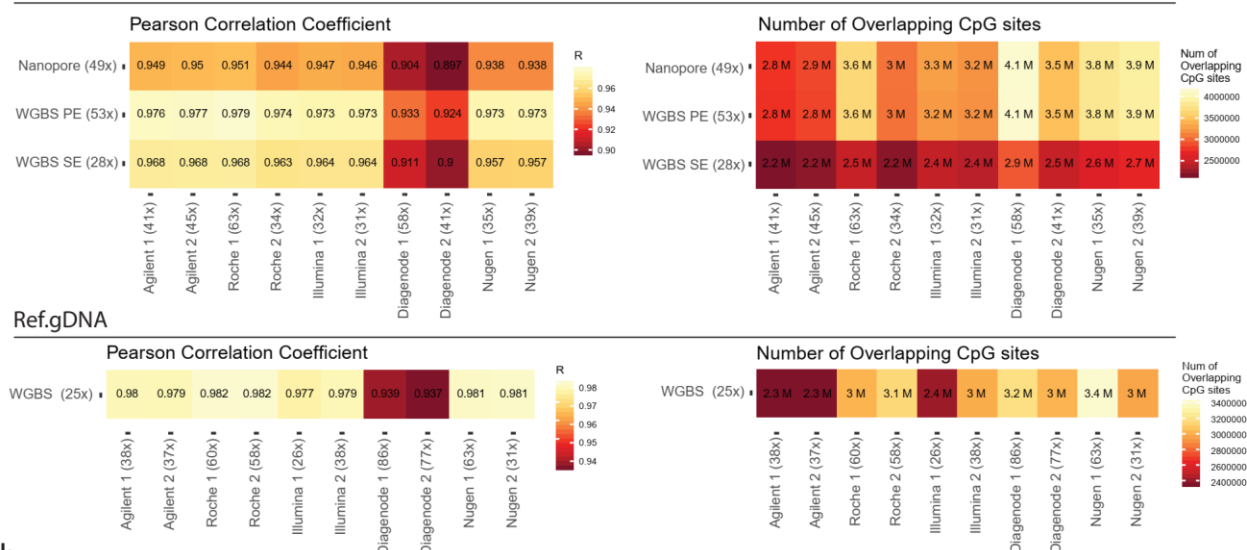 Pearson Correlation Coefficient
Number of Overlapping CpG sites
Nanopore (49x)
0.949 0.95 0.951 0.944 0.947 0.946 0.904 0.897 0.938 0.938
WGBS PE (53x)
0.976 0.977 0.979 0.974 0.973 0.973 0.933 0.924 0.973 0.973
WGBS SE (28x)
0.968 0.968 0.968 0.963 0.964 0.964 0.911 0.9 0.957 0.957
R
0.96
0.94
0.92
0.90
Agilent 1 (41x)
Agilent 2 (45x)
Roche 1 (63x)
Roche 2 (34x)
Illumina 1 (32x)
Illumina 2 (31x)
Diagenode 1 (58x)
Diagenode 2 (41x)
Nugen 1 (35x)
Nugen 2 (39x)
Nanopore (49x)
2.8 M 2.9 M 3.6 M 3 M 3.3 M 3.2 M 4.1 M 3.5 M 3.8 M 3.9 M
WGBS PE (53x)
2.8 M 2.8 M 3.6 M 3 M 3.2 M 3.2 M 4.1 M 3.5 M 3.8 M 3.9 M
WGBS SE (28x)
2.2 M 2.2 M 2.5 M 2.2 M 2.4 M 2.4 M 2.9 M 2.5 M 2.6 M 2.7 M
Num of
Overlapping
CpG sites
4000000
3500000
3000000
2500000
Agilent 1 (41x)
Agilent 2 (45x)
Roche 1 (63x)
Roche 2 (34x)
Illumina 1 (32x)
Illumina 2 (31x)
Diagenode 1 (58x)
Diagenode 2 (41x)
Nugen 1 (35x)
Nugen 2 (39x)
Ref.gDNA
Pearson Correlation Coefficient
Number of Overlapping CpG sites
WGBS (25x)
0.98 0.979 0.982 0.982 0.977 0.979 0.939 0.937 0.981 0.981
R
0.98
0.97
0.96
0.95
0.94
Agilent 1 (38x)
Agilent 2 (37x)
Roche 1 (60x)
Roche 2 (58x)
Illumina 1 (26x)
Illumina 2 (38x)
Diagenode 1 (86x)
Diagenode 2 (77x)
Nugen 1 (63x)
Nugen 2 (31x)
WGBS (25x)
2.3 M 2.3 M 3 M 3.1 M 2.4 M 3 M 3.2 M 3 M 3.4 M 3 M
Num of
Overlapping
CpG sites
3400000
3200000
3000000
2800000
2600000
2400000
Agilent 1 (38x)
Agilent 2 (37x)
Roche 1 (60x)
Roche 2 (58x)
Illumina 1 (26x)
Illumina 2 (38x)
Diagenode 1 (86x)
Diagenode 2 (77x)
Nugen 1 (63x)
Nugen 2 (31x)